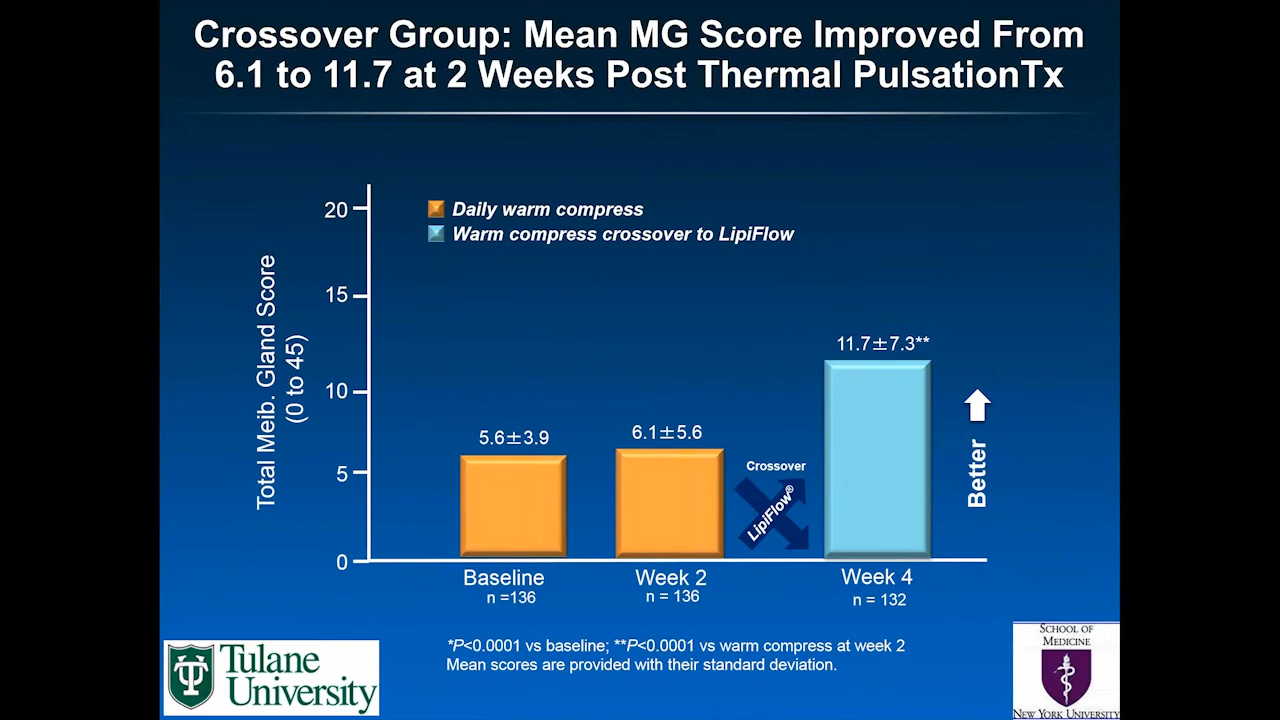 Crossover Group: Mean MG Score Improved From
6.1 to 11.7 at 2 Weeks Post Thermal PulsationTx
Total Meib. Gland Score
(0 to 45)
20
15
10
5
0
Daily warm compress
Warm compress crossover to LipiFlow
5.6±3.9
6.1±5.6
11.7±7.3**
Crossover
LipiFlow®
Better
Baseline
n =136
Week 2
n = 136
Week 4
n = 132
*P<0.0001 vs baseline; **P<0.0001 vs warm compress at week 2
Mean scores are provided with their standard deviation.
Tulane
University
SCHOOL OF
MEDICINE
NEW YORK UNIVERSITY